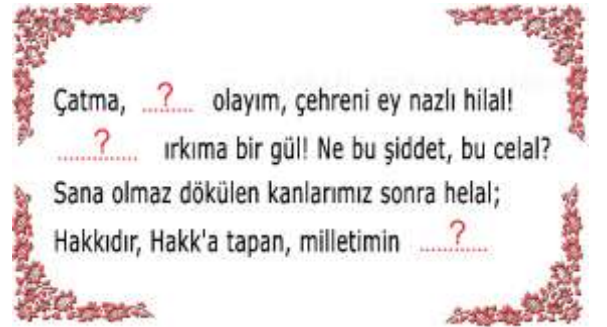 Çatma, ...?... olayım, çehreni ey nazlı hilal!
...?... ırkıma bir gül! Ne bu şiddet, bu celal?
Sana olmaz dökülen kanlarımız sonra helal;
Hakkıdır, Hakk'a tapan, milletimin ...?...